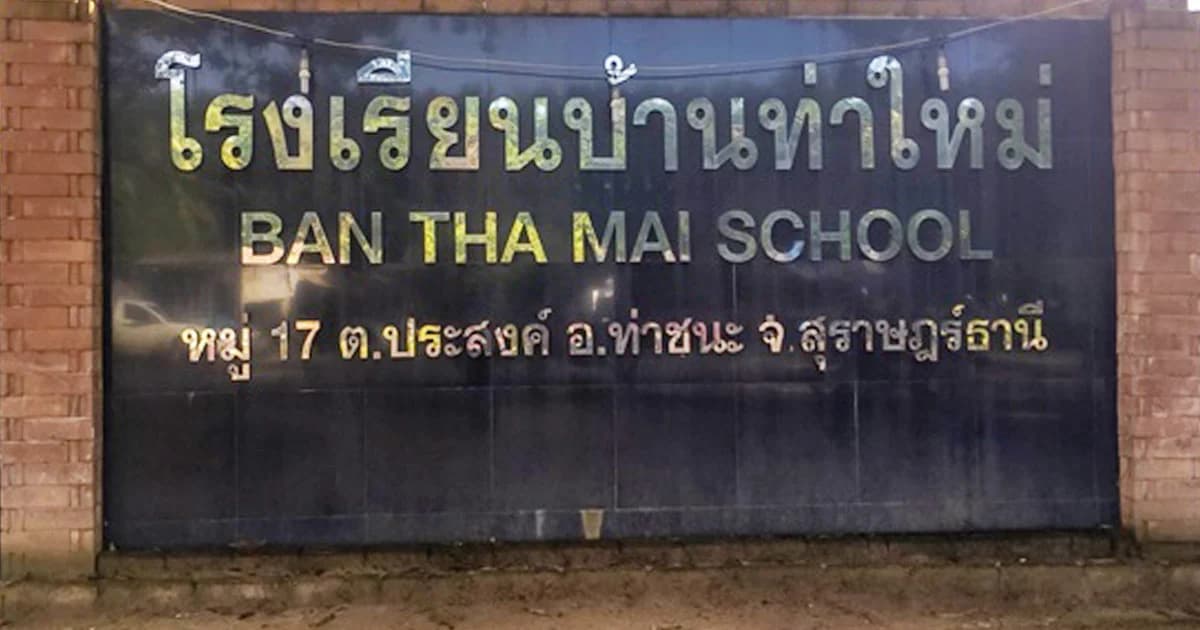 โรงเรียนบ้านท่าใหม่
BAN THA MAI SCHOOL
หมู่ 17 ต.ประสงค์ อ.ท่าชนะ จ.สุราษฎร์ธานี